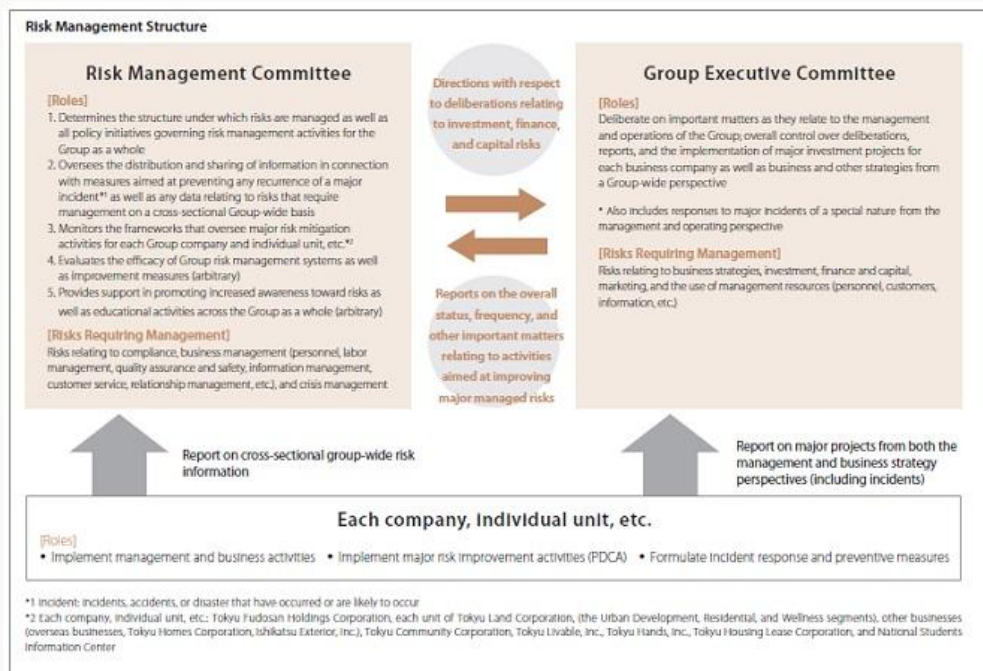 Risk Management Structure
Risk Management Committee
[Roles]
1. Determines the structure under which risks are managed as well as
all policy initiatives governing risk management activities for the
Group as a whole
2. Oversees the distribution and sharing of information in connection
with measures aimed at preventing any recurrence of a major
incident*1 as well as any data relating to risks that require
management on a cross-sectional Group-wide basis
3. Monitors the frameworks that oversee major risk mitigation
activities for each Group company and individual unit, etc.*2
4. Evaluates the efficacy of Group risk management systems as well
as improvement measures (arbitrary)
5. Provides support in promoting increased awareness toward risks as
well as educational activities across the Group as a whole (arbitrary)
[Risks Requiring Management]
Risks relating to compliance, business management (personnel, labor
management, quality assurance and safety, information management,
customer service, relationship management, etc.), and crisis management
Directions with respect
to deliberations relating
to investment, finance,
and capital risks
Reports on the overall
status, frequency, and
other important matters
relating to activities
aimed at improving
major managed risks
Group Executive Committee
[Roles]
Deliberate on important matters as they relate to the management
and operations of the Group; overall control over deliberations,
reports, and the implementation of major investment projects for
each business company as well as business and other strategies from
a Group-wide perspective
* Also includes responses to major incidents of a special nature from the
management and operating perspective
[Risks Requiring Management]
Risks relating to business strategies, investment, finance and capital,
marketing, and the use of management resources (personnel, customers,
information, etc.)
Report on cross-sectional group-wide risk
information
Report on major projects from both the
management and business strategy
perspectives (including incidents)
Each company, individual unit, etc.
[Roles]
• Implement management and business activities • Implement major risk improvement activities (PDCA) • Formulate incident response and preventive measures
*1 Incident: Incidents, accidents, or disaster that have occurred or are likely to occur
*2 Each company, individual unit, etc.: Tokyu Fudosan Holdings Corporation, each unit of Tokyu Land Corporation, (the Urban Development, Residential, and Wellness segments), other businesses
(overseas businesses, Tokyu Homes Corporation, Ishikatsu Exterior, Inc.), Tokyu Community Corporation, Tokyu Livable, Inc., Tokyu Hands, Inc., Tokyu Housing Lease Corporation, and National Students
Information Center